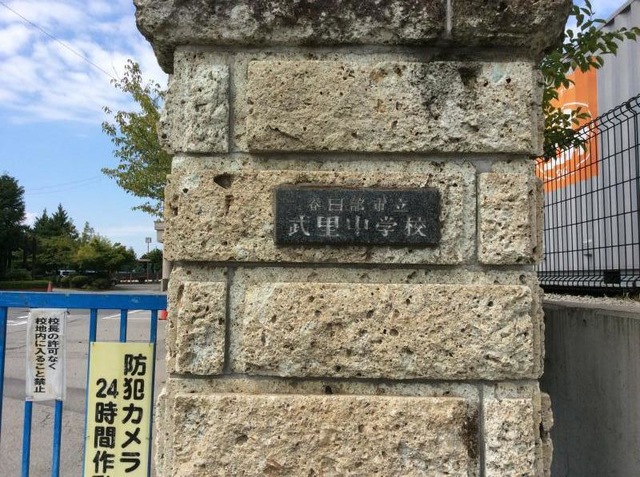 春日部市立
武里中学校
校長の許可なく
校地内に入ること禁止
防犯カメラ
24時間作